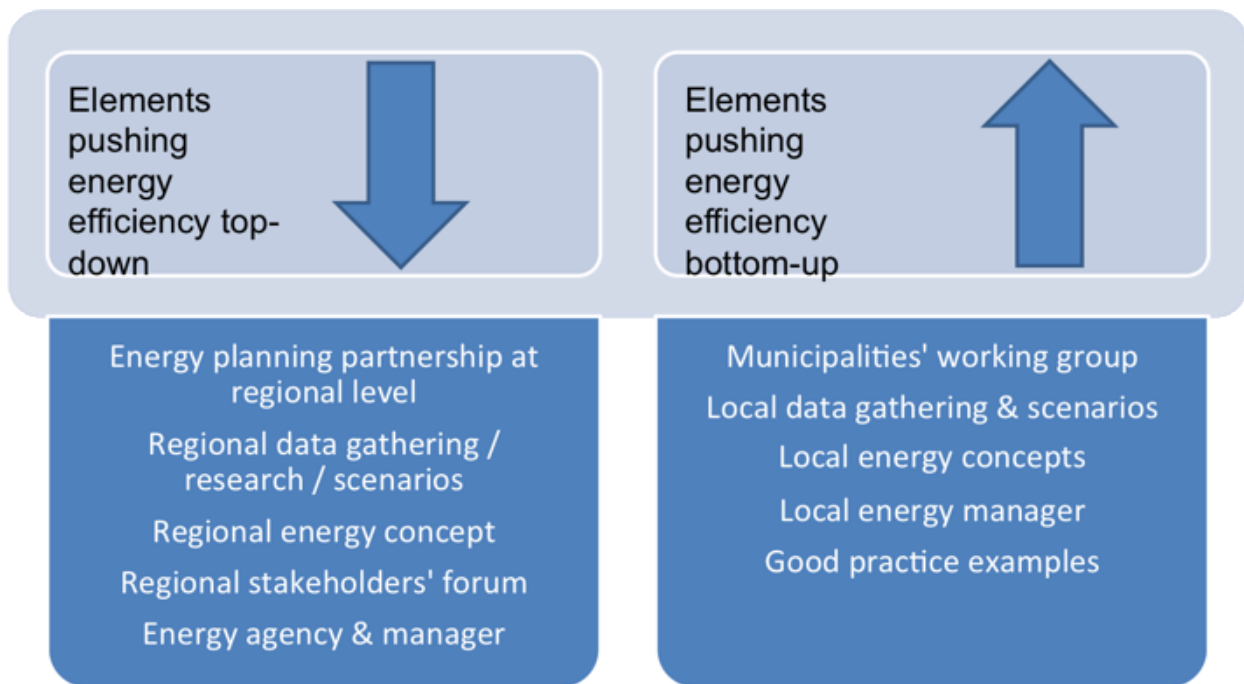 Elements
pushing
energy
efficiency top-
down
Elements
pushing
energy
efficiency
bottom-up
Energy planning partnership at
regional level
Regional data gathering /
research / scenarios
Regional energy concept
Regional stakeholders' forum
Energy agency & manager
Municipalities' working group
Local data gathering & scenarios
Local energy concepts
Local energy manager
Good practice examples